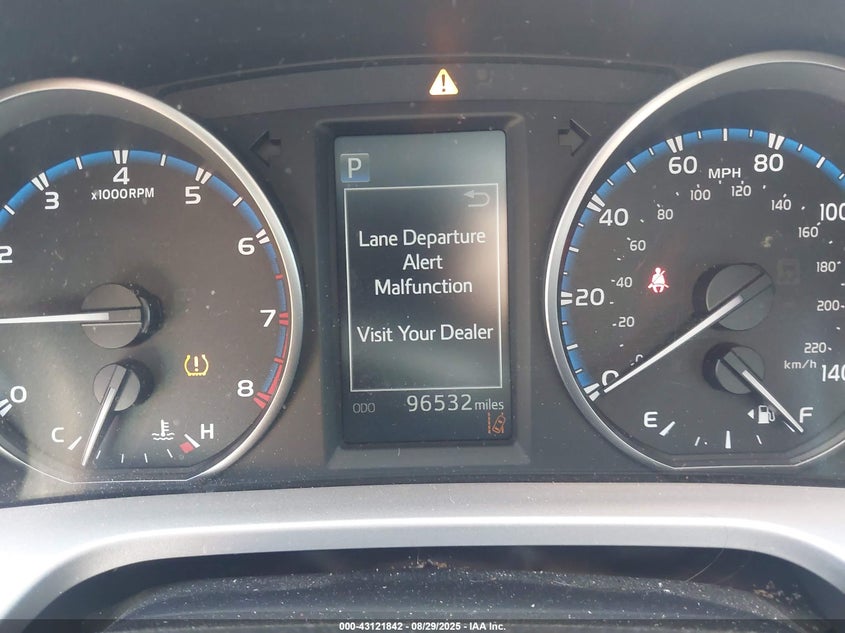 P
Lane Departure
Alert
Malfunction
Visit Your Dealer
ODO 96532 miles
0 2 3 4 5 6 7 8
x1000RPM
C H
0 20 40 60 80 100 140
MPH
0 20 40 60 80 100 120 140 160 180 200 220
km/h
E F
000-43121842 - 08/29/2025 - IAA Inc.